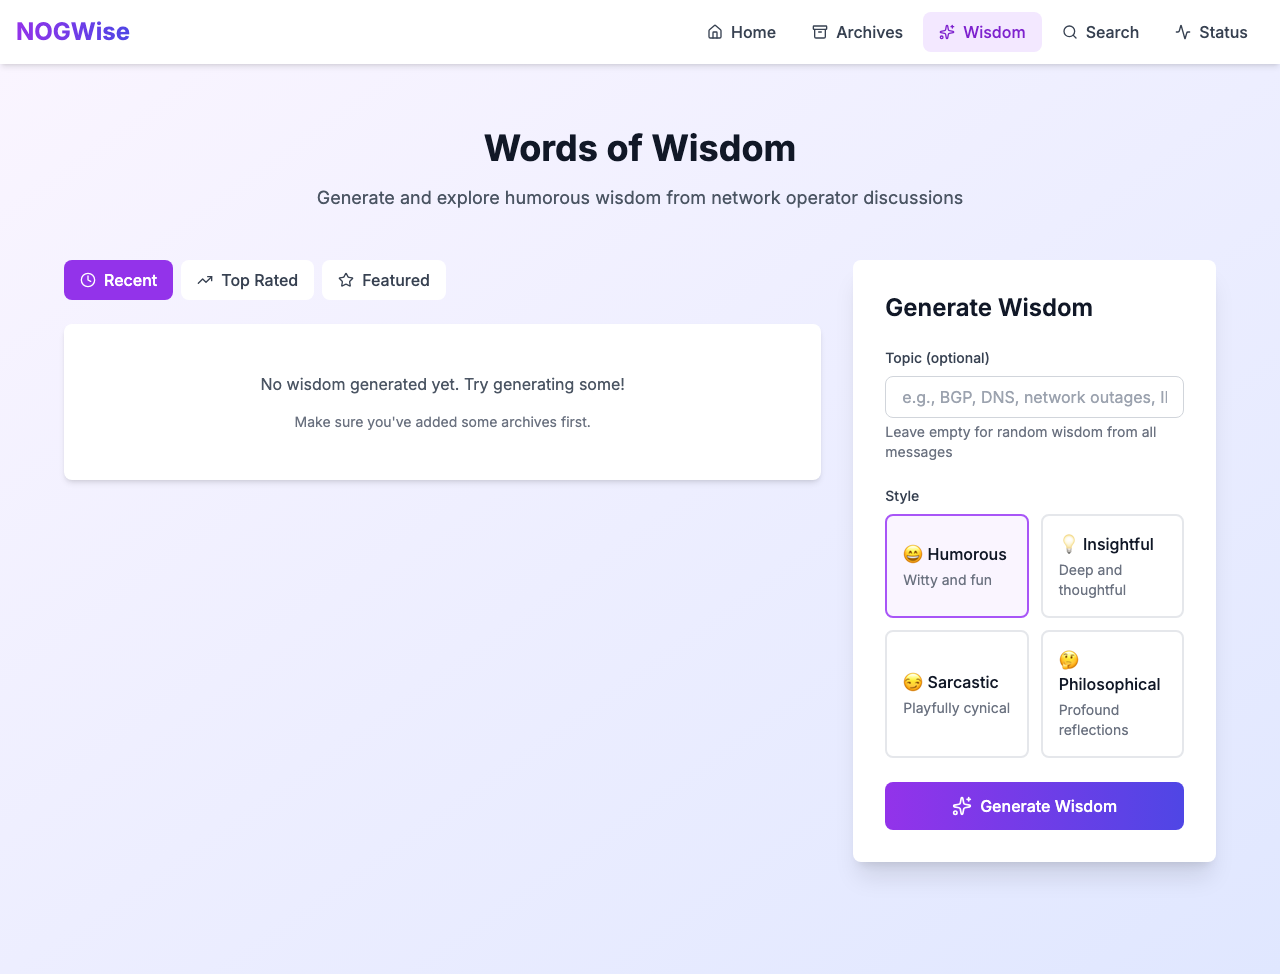 NOGWise
Home
Archives
Wisdom
Search
Status
Words of Wisdom
Generate and explore humorous wisdom from network operator discussions
Recent
Top Rated
Featured
No wisdom generated yet. Try generating some!
Make sure you've added some archives first.
Generate Wisdom
Topic (optional)
e.g., BGP, DNS, network outages, I
Leave empty for random wisdom from all
messages
Style
😄 Humorous
Witty and fun
💡 Insightful
Deep and
thoughtful
😏 Sarcastic
Playfully cynical
🤔
Philosophical
Profound
reflections
Generate Wisdom